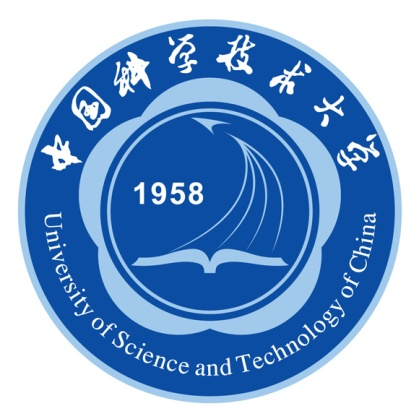 中国科学技术大学
1958
University of Science and Technology of China